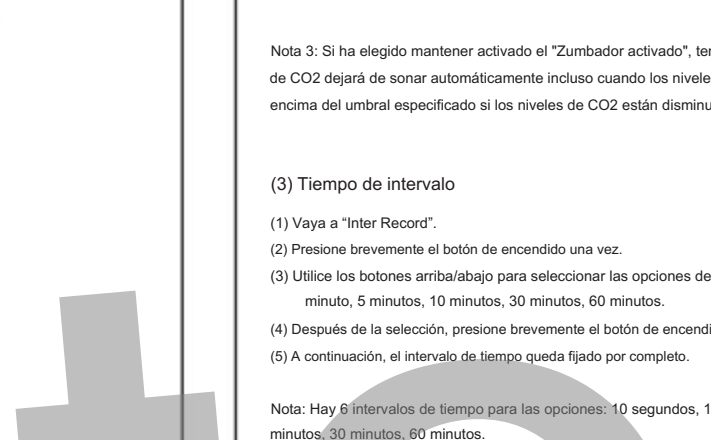 Nota 3: Si ha elegido mantener activado el "Zumbador activado",
de CO2 dejará de sonar automáticamente incluso cuando los
encima del umbral especificado si los niveles de CO2 están
(3) Tiempo de intervalo
(1) Vaya a “Inter Record”.
(2) Presione brevemente el botón de encendido una vez.
(3) Utilice los botones arriba/abajo para seleccionar las opciones de
minuto, 5 minutos, 10 minutos, 30 minutos, 60 minutos.
(4) Después de la selección, presione brevemente el botón de
(5) A continuación, el intervalo de tiempo queda fijado por completo.
Nota: Hay 6 intervalos de tiempo para las opciones: 10 segundos, 1
minutos, 30 minutos, 60 minutos.